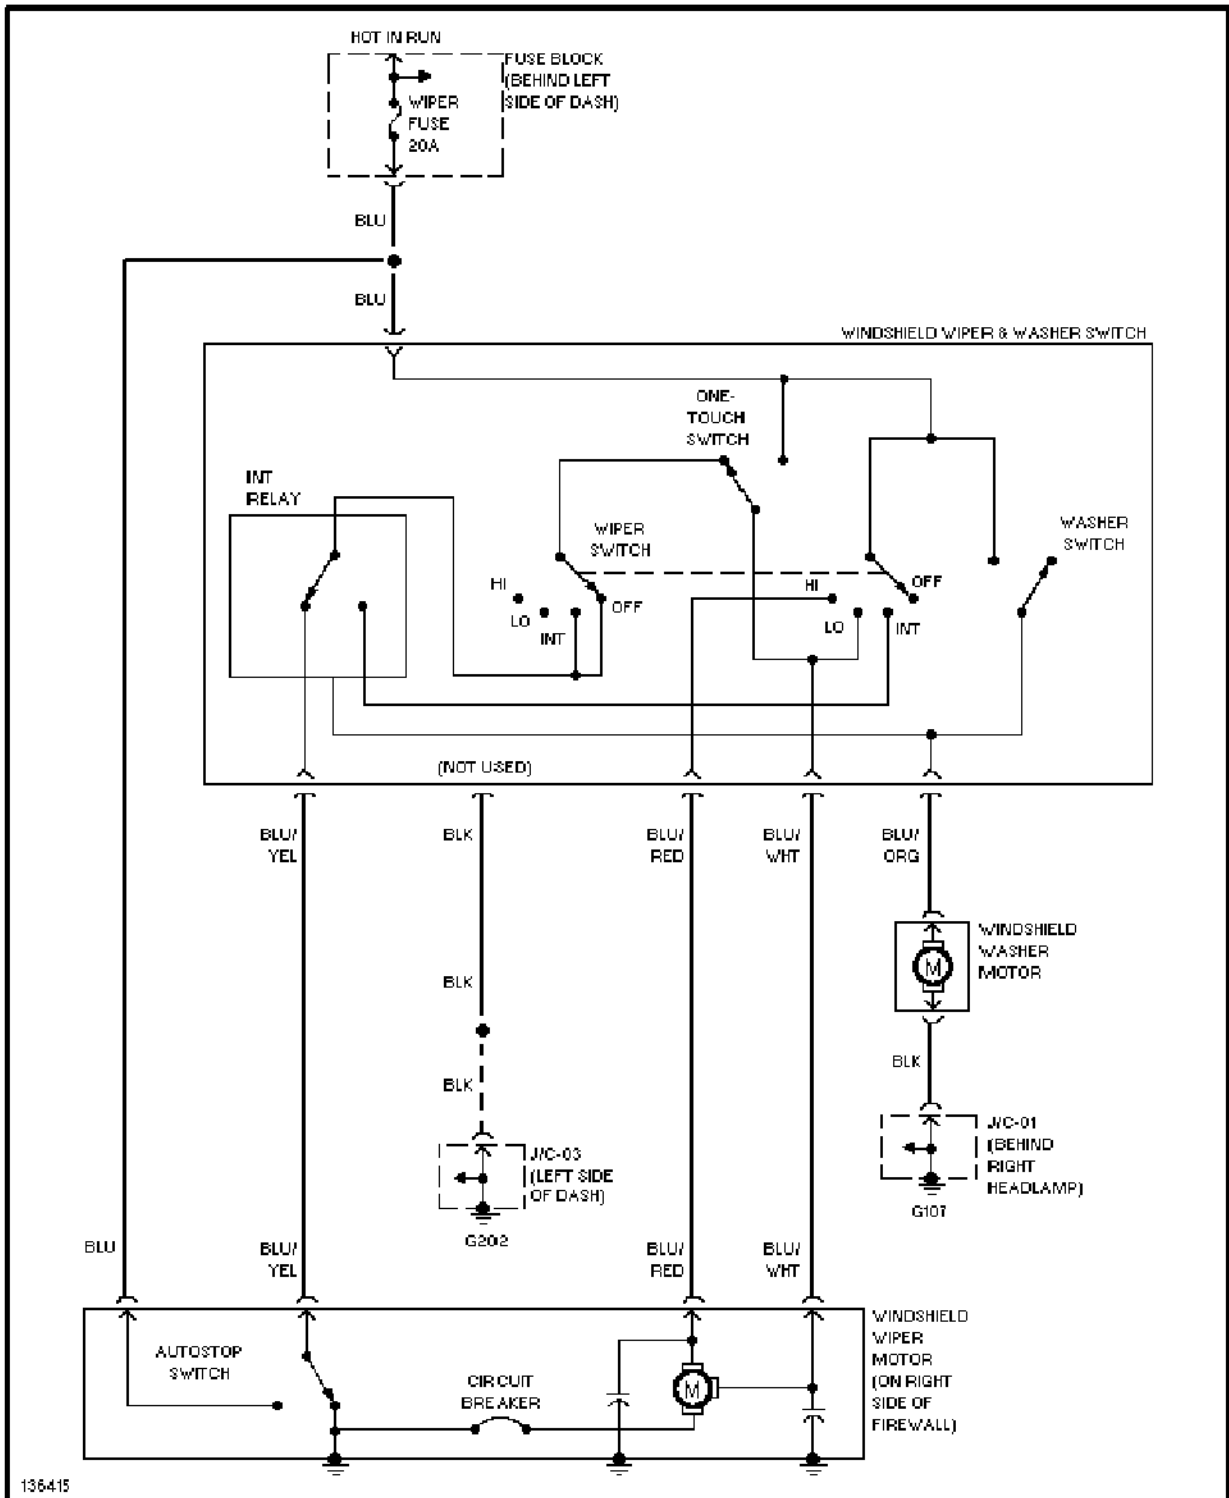 HOT IN RUN
FUSE BLOCK
(BEHIND LEFT
SIDE OF DASH)
WIPER
FUSE
20A
BLU
BLU
WINDSHIELD WIPER & WASHER SWITCH
ONE-
TOUCH
SWITCH
INT
RELAY
WIPER
SWITCH
WASHER
SWITCH
HI
LO
INT
OFF
HI
LO
INT
OFF
(NOT USED)
BLU/
YEL
BLK
BLU/
RED
BLU/
WHT
BLU/
ORG
WINDSHIELD
WASHER
MOTOR
M
BLK
BLK
BLK
J/C-03
(LEFT SIDE
OF DASH)
G202
J/C-01
(BEHIND
RIGHT
HEADLAMP)
G107
BLU
BLU/
YEL
BLU/
RED
BLU/
WHT
AUTOSTOP
SWITCH
CIRCUIT
BREAKER
M
WINDSHIELD
WIPER
MOTOR
(ON RIGHT
SIDE OF
FIREWALL)
136415